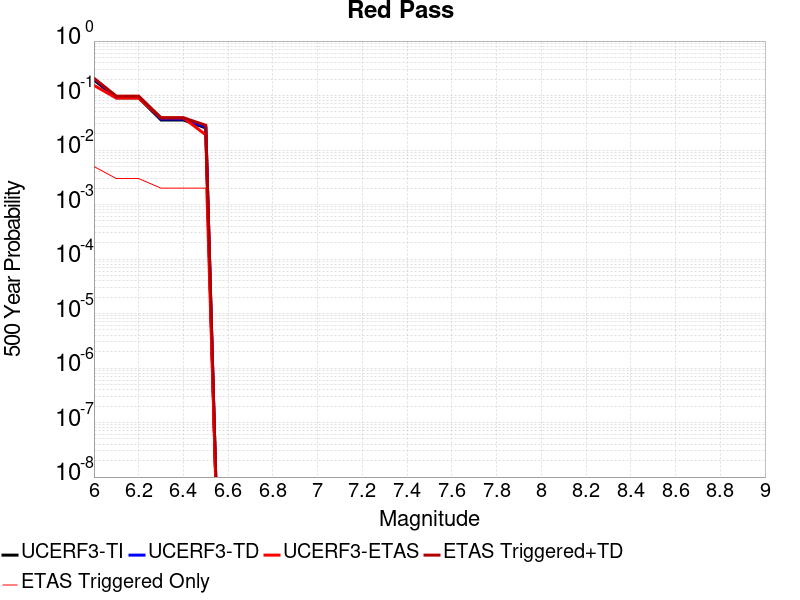 Red Pass
10^0
10^-1
10^-2
10^-3
10^-4
10^-5
10^-6
10^-7
10^-8
500 Year Probability
6 6.2 6.4 6.6 6.8 7 7.2 7.4 7.6 7.8 8 8.2 8.4 8.6 8.8 9
Magnitude
UCERF3-TI UCERF3-TD UCERF3-ETAS ETAS Triggered+TD
ETAS Triggered Only